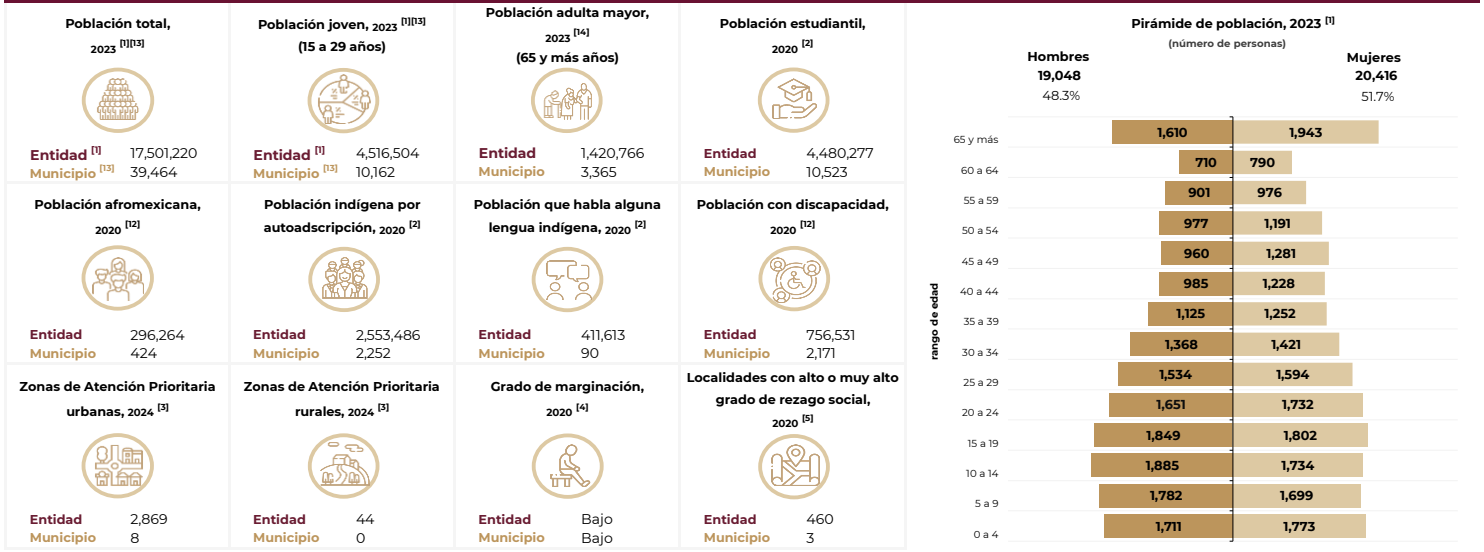 Población total,
2023 [1][13]
Entidad [1] 17,501,220
Municipio [13] 39,464
Población joven, 2023 [1][13]
(15 a 29 años)
Entidad [1] 4,516,504
Municipio [13] 10,162
Población adulta mayor,
2023 [14]
(65 y más años)
Entidad 1,420,766
Municipio 3,365
Población estudiantil,
2020 [2]
Entidad 4,480,277
Municipio 10,523
Población afromexicana,
2020 [12]
Entidad 296,264
Municipio 424
Población indígena por
autoadscripción, 2020 [2]
Entidad 2,553,486
Municipio 2,252
Población que habla alguna
lengua indígena, 2020 [2]
Entidad 411,613
Municipio 90
Población con discapacidad,
2020 [12]
Entidad 756,531
Municipio 2,171
Zonas de Atención Prioritaria
urbanas, 2024 [3]
Entidad 2,869
Municipio 8
Zonas de Atención Prioritaria
rurales, 2024 [3]
Entidad 44
Municipio 0
Grado de marginación,
2020 [4]
Entidad Bajo
Municipio Bajo
Localidades con alto o muy alto
grado de rezago social,
2020 [5]
Entidad 460
Municipio 3
Pirámide de población, 2023 [1]
(número de personas)
Hombres Mujeres
19,048 20,416
48.3% 51.7%
rango de edad
65 y más 1,610 1,943
60 a 64 710 790
55 a 59 901 976
50 a 54 977 1,191
45 a 49 960 1,281
40 a 44 985 1,228
35 a 39 1,125 1,252
30 a 34 1,368 1,421
25 a 29 1,534 1,594
20 a 24 1,651 1,732
15 a 19 1,849 1,802
10 a 14 1,885 1,734
5 a 9 1,782 1,699
0 a 4 1,711 1,773